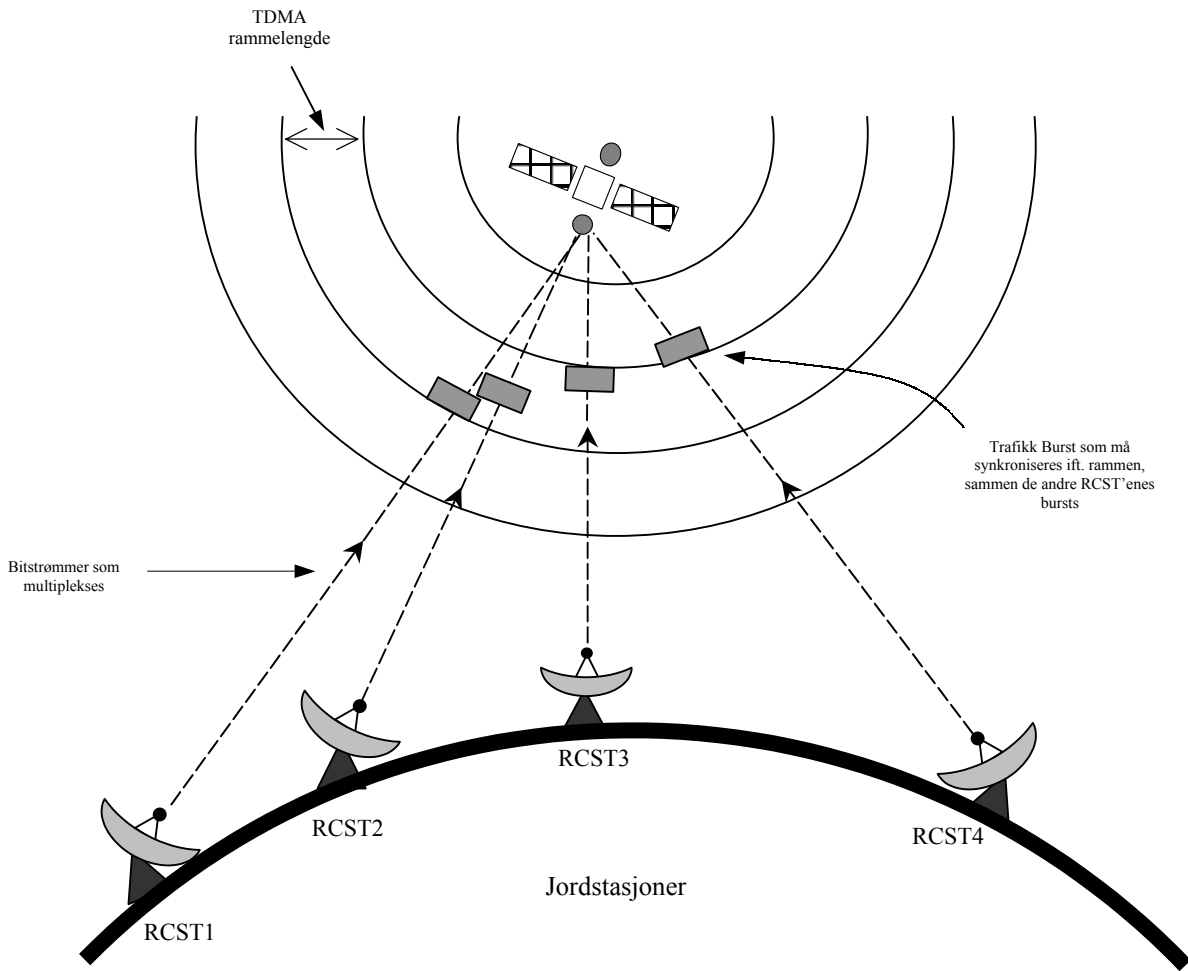 TDMA
rammelengde
Trafikk Burst som må
synkroniseres ift. rammen,
sammen de andre RCST'enes
bursts
Bitstrømmer som
multiplekses
RCST3
RCST2
RCST4
Jordstasjoner
RCST1